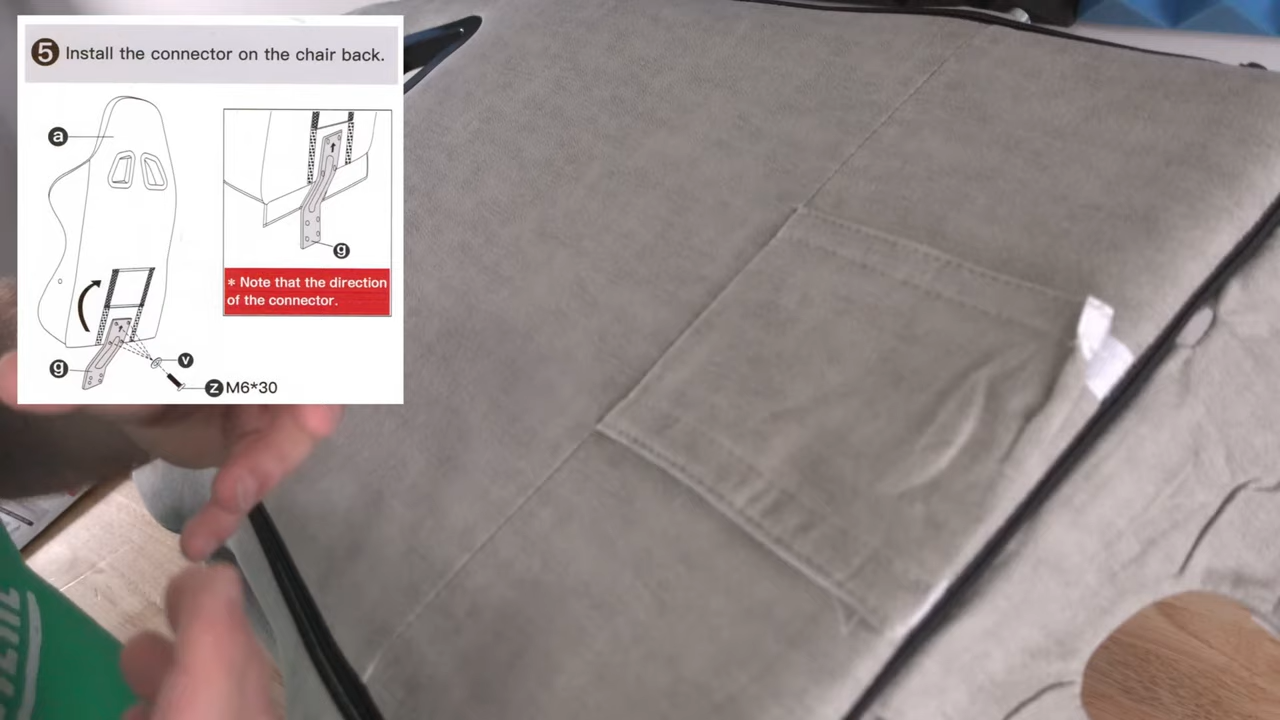 5 Install the connector on the chair back.
a
g
* Note that the direction
of the connector.
g
v
z M6*30